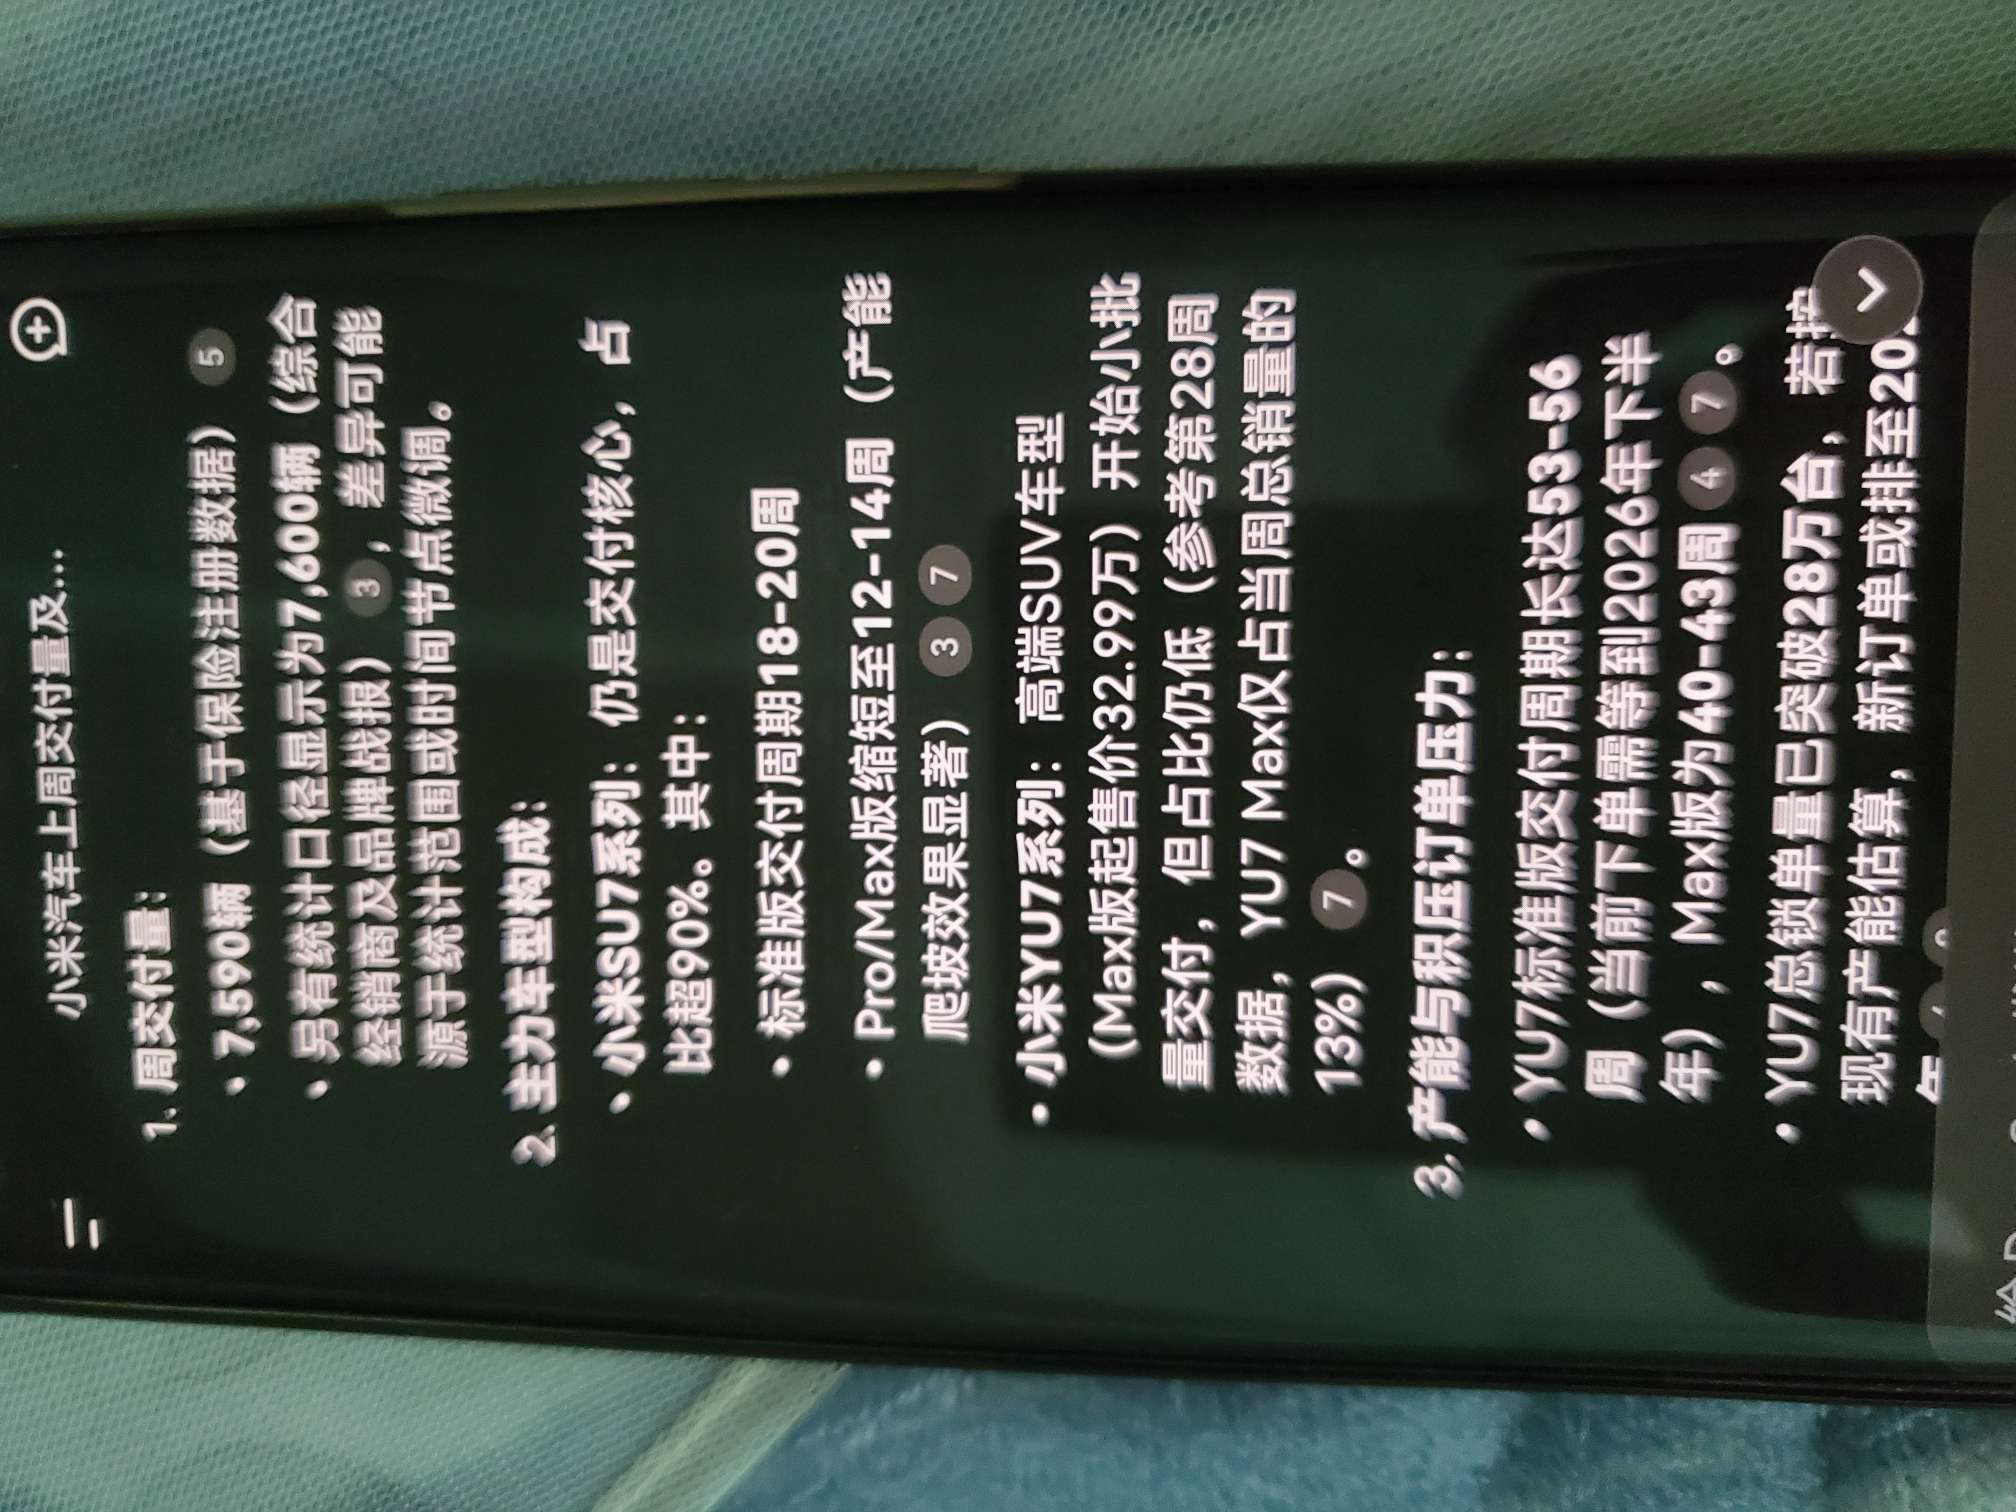 小米汽车上周交付量及...
1. 周交付量：
• 7,590辆（基于保险注册数据） 5
• 另有统计口径显示为7,600辆（综合
经销商及品牌战报） 3 ，差异可能
源于统计范围或时间节点微调。
2. 主力车型构成：
• 小米SU7系列：仍是交付核心，占
比超90%。其中：
• 标准版交付周期18-20周
• Pro/Max版缩短至12-14周（产能
爬坡效果显著） 3 7
• 小米YU7系列：高端SUV车型
（Max版起售价32.99万）开始小批
量交付，但占比仍低（参考第28周
数据，YU7 Max仅占当周总销量的
13%） 7 。
3. 产能与积压订单压力：
• YU7标准版交付周期长达53-56
周（当前下单需等到2026年下半
年），Max版为40-43周 4 7 。
• YU7总锁单量已突破28万台，若按
现有产能估算，新订单或排至20
年